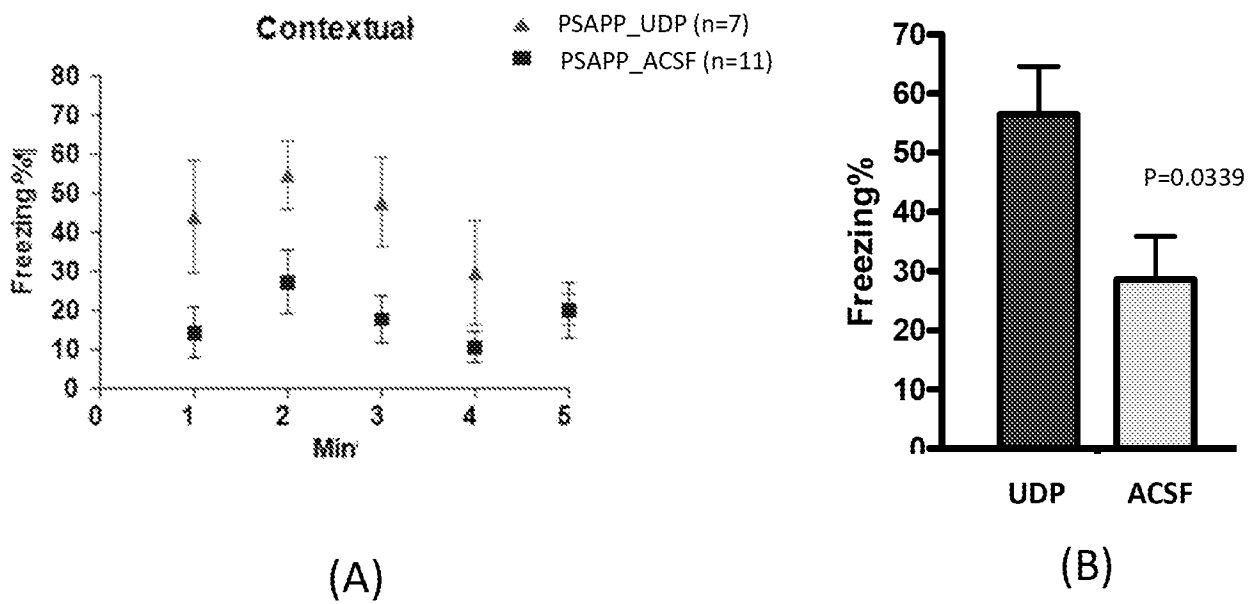 Contextual
PSAPP_UDP (n=7)
PSAPP_ACSF (n=11)
80
70
60
50
40
30
20
10
0
Freezing %
0
1
2
3
4
5
Min
(A)
70
60
50
40
30
20
10
0
Freezing%
P=0.0339
UDP
ACSF
(B)